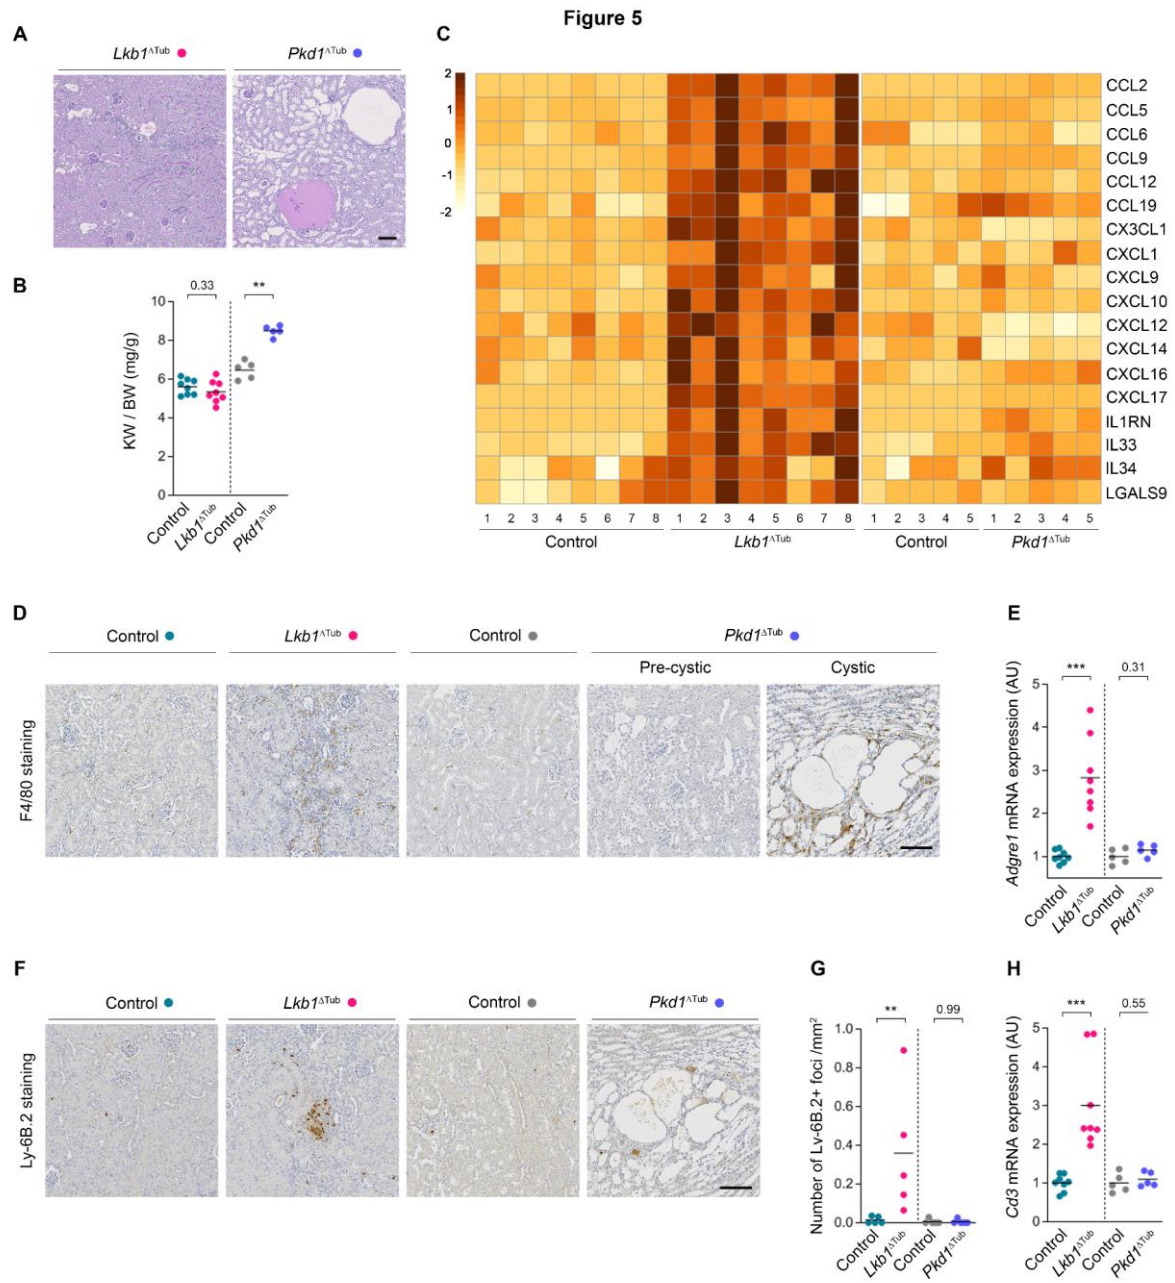 Figure 5
A
Lkb1ΔTub
Pkd1ΔTub
B
KW / BW (mg/g)
10
8
6
4
2
0
0.33
**
Control
Lkb1ΔTub
Control
Pkd1ΔTub
C
2
1
0
-1
-2
CCL2
CCL5
CCL6
CCL9
CCL12
CCL19
CX3CL1
CXCL1
CXCL9
CXCL10
CXCL12
CXCL14
CXCL16
CXCL17
IL1RN
IL33
IL34
LGALS9
1 2 3 4 5 6 7 8 1 2 3 4 5 6 7 8 1 2 3 4 5 1 2 3 4 5
Control Lkb1ΔTub Control Pkd1ΔTub
D
Control
Lkb1ΔTub
Control
Pkd1ΔTub
Pre-cystic
Cystic
F4/80 staining
E
Adgre1 mRNA expression (AU)
5
4
3
2
1
***
0.31
Control
Lkb1ΔTub
Control
Pkd1ΔTub
F
Control
Lkb1ΔTub
Control
Pkd1ΔTub
Ly-6B.2 staining
G
Number of Lv-6B.2+ foci /mm²
1.0
0.8
0.6
0.4
0.2
0.0
**
0.99
Control
Lkb1ΔTub
Control
Pkd1ΔTub
H
Cd3 mRNA expression (AU)
5
4
3
2
1
0
***
0.55
Control
Lkb1ΔTub
Control
Pkd1ΔTub